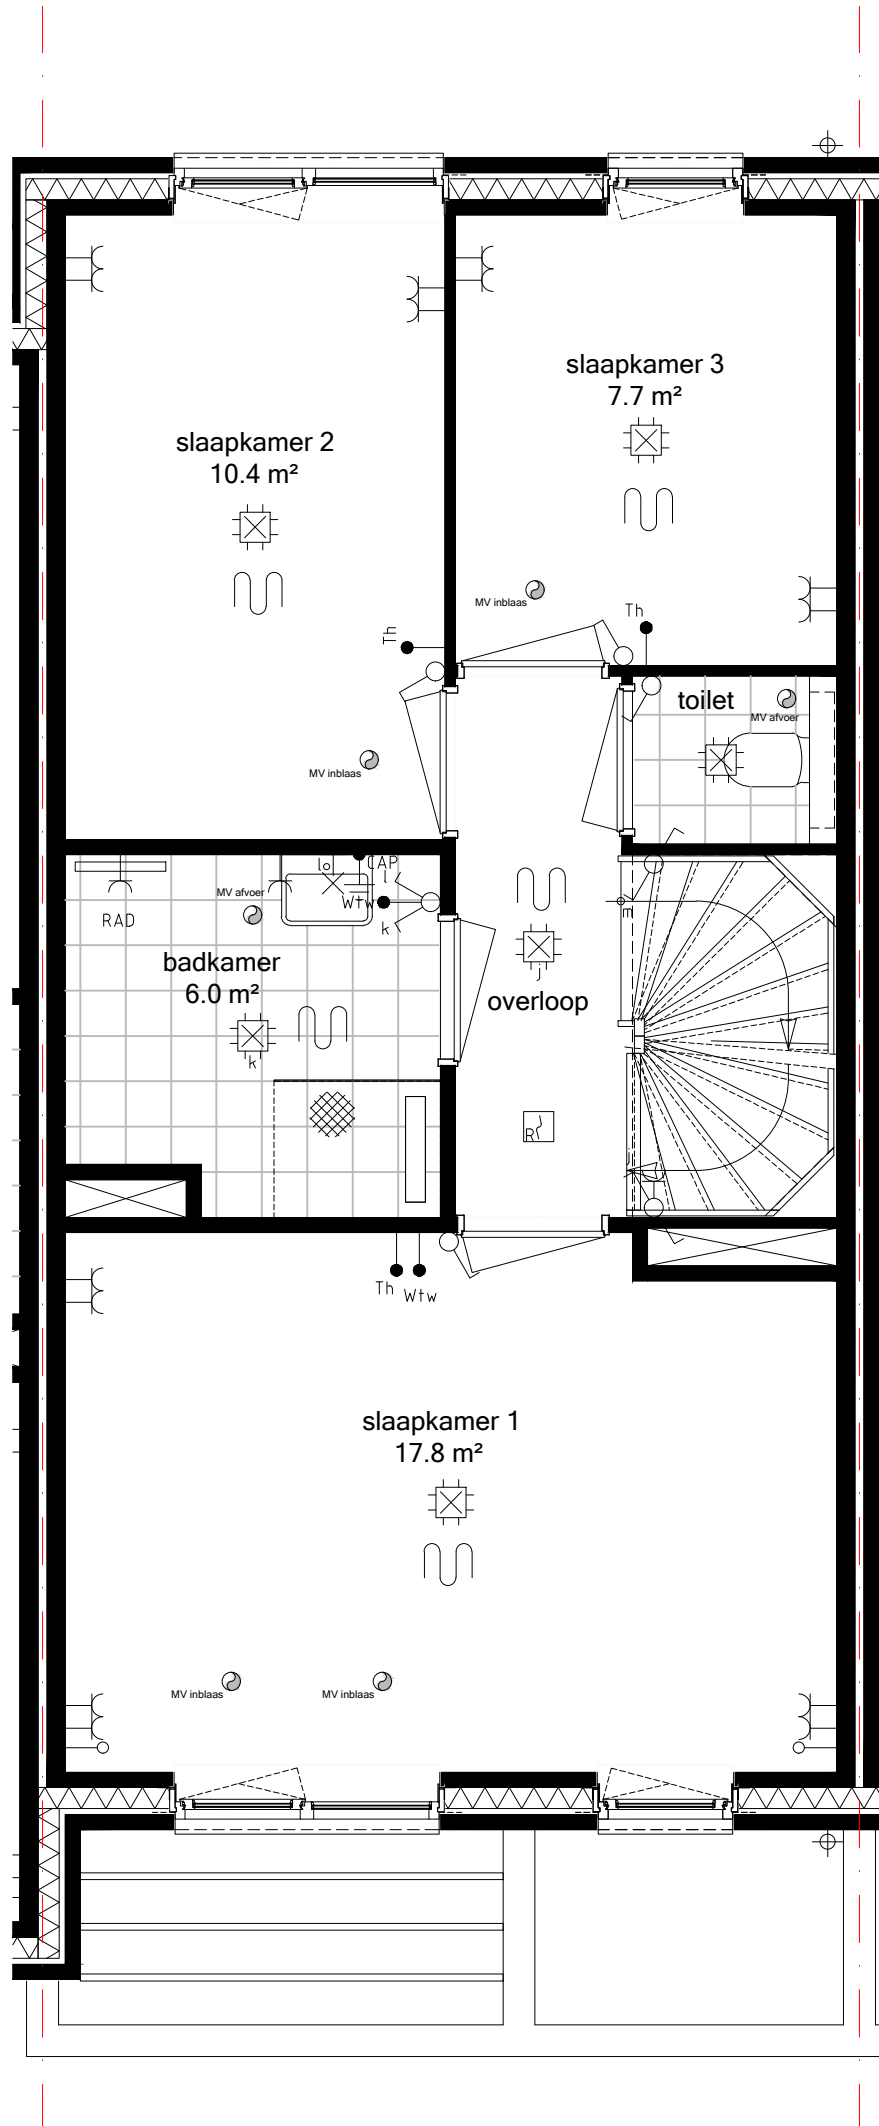 slaapkamer 3
7.7 m²
slaapkamer 2
10.4 m²
MV inblaas
Th
Th
toilet
MV afvoer
MV inblaas
RAD
MV afvoer
lo
CAP
l
Wtw
k
badkamer
6.0 m²
k
j
overloop
m
R
j
Th
Wtw
slaapkamer 1
17.8 m²
MV inblaas
MV inblaas